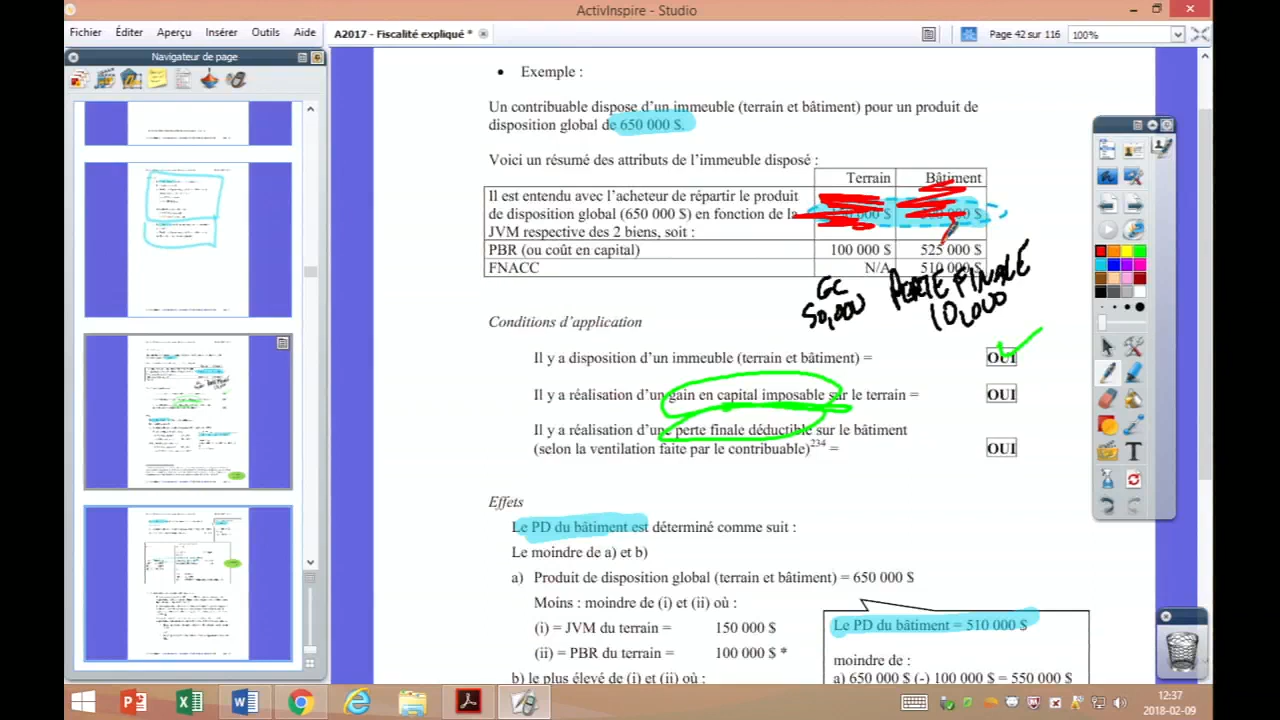 ActivInspire - Studio
Fichier Éditer Aperçu Insérer Outils Aide
A2017 - Fiscalité expliqué *
Page 42 sur 116
100%
Navigateur de page
• Exemple :
Un contribuable dispose d'un immeuble (terrain et bâtiment) pour un produit de
disposition global de 650 000 $.
Voici un résumé des attributs de l'immeuble disposé :
Terrain Bâtiment
Il est entendu avec l'acheteur de répartir le produit
de disposition global (650 000 $) en fonction de la
JVM respective des 2 biens, soit :
PBR (ou coût en capital) 100 000 $ 525 000 $
FNACC N/A 510 000 $
GC
50,000
PERTE FINALE
10,000
Conditions d'application
Il y a disposition d'un immeuble (terrain et bâtiment) = OUI
Il y a réalisation d'un gain en capital imposable sur le terrain = OUI
Il y a réalisation d'une perte finale déductible sur le bâtiment
(selon la ventilation faite par le contribuable)234 = OUI
Effets
Le PD du bâtiment est déterminé comme suit :
Le moindre de a) et b)
a) Produit de disposition global (terrain et bâtiment) = 650 000 $
Moins : moindre de (i) et (ii) où :
(i) = JVM du terrain = 150 000 $
(ii) = PBR du terrain = 100 000 $ *
b) le plus élevé de (i) et (ii) où :
Le PD du bâtiment = 510 000 $
moindre de :
a) 650 000 $ (-) 100 000 $ = 550 000 $
12:37
2018-02-09